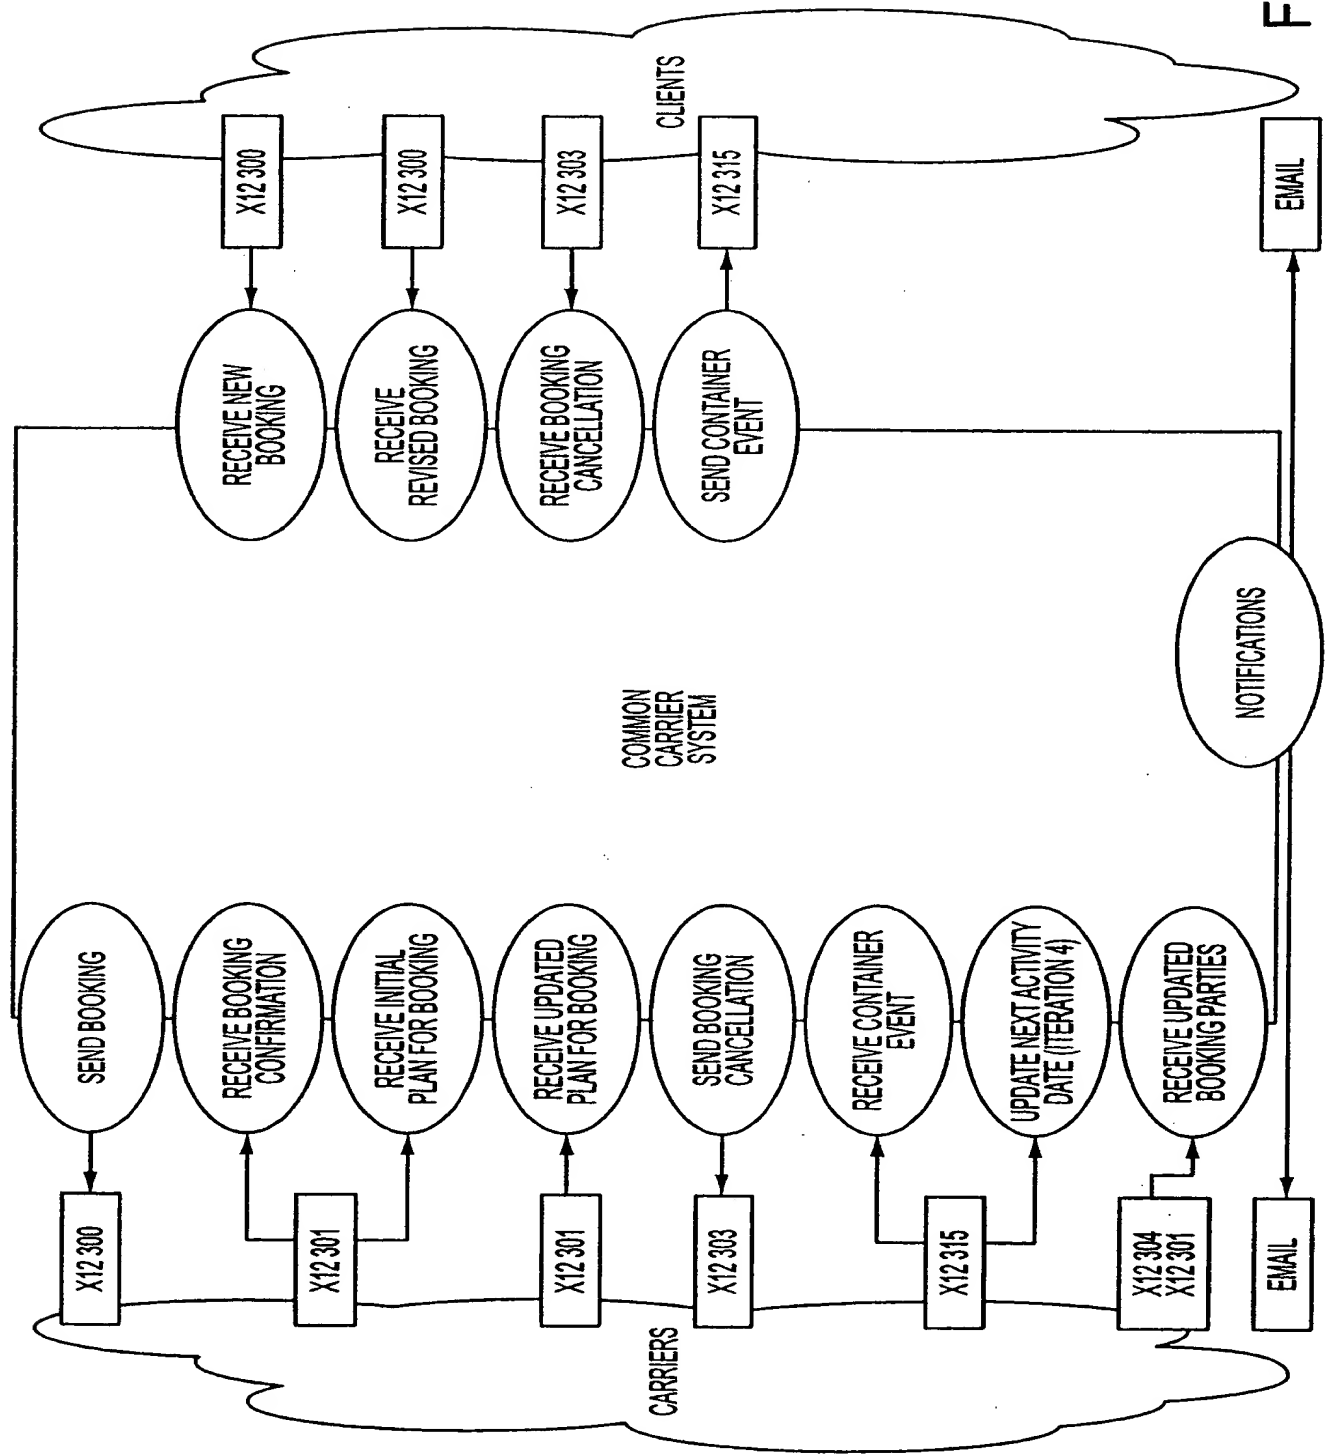 SEND BOOKING
RECEIVE BOOKING
CONFIRMATION
RECEIVE INITIAL
PLAN FOR BOOKING
RECEIVE UPDATED
PLAN FOR BOOKING
SEND BOOKING
CANCELLATION
RECEIVE CONTAINER
EVENT
UPDATE NEXT ACTIVITY
DATE (ITERATION 4)
RECEIVE UPDATED
BOOKING PARTIES
X12 300
X12 301
X12 301
X12 303
X12 315
X12 304
X12 301
EMAIL
CARRIERS
COMMON
CARRIER
SYSTEM
NOTIFICATIONS
RECEIVE NEW
BOOKING
RECEIVE
REVISED BOOKING
RECEIVE BOOKING
CANCELLATION
SEND CONTAINER
EVENT
X12 300
X12 300
X12 303
X12 315
EMAIL
CLIENTS
F